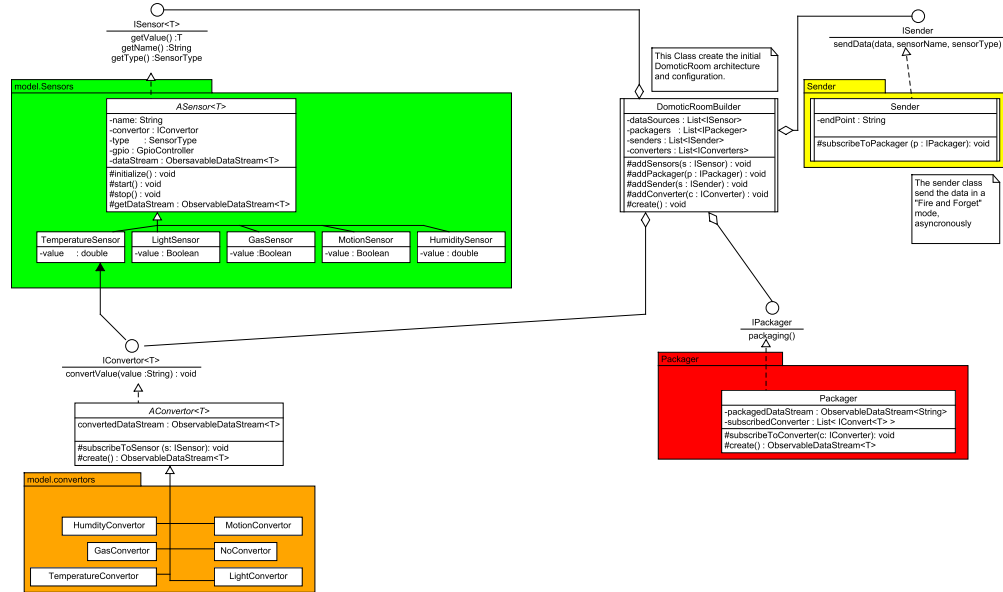 ISensor<T>
getValue() :T
getName() :String
getType() :SensorType
model.Sensors
ASensor<T>
-name: String
-convertor : IConvertor
-type : SensorType
-gpio : GpioController
-dataStream : ObersavableDataStream<T>
#initialize() : void
#start() : void
#stop() : void
#getDataStream : ObservableDataStream<T>
TemperatureSensor
-value : double
LightSensor
-value : Boolean
GasSensor
-value : Boolean
MotionSensor
-value : Boolean
HumiditySensor
-value : double
This Class create the initial
DomoticRoom architecture
and configuration.
DomoticRoomBuilder
-dataSources : List<ISensor>
-packagers : List<IPackeger>
-senders : List<ISender>
-converters : List<IConverters>
#addSensors(s : ISensor) : void
#addPackager(p : IPackager) : void
#addSender(s : ISender) : void
#addConverter(c : IConverter) : void
#create() : void
ISender
sendData(data, sensorName, sensorType)
Sender
Sender
-endPoint : String
#subscribeToPackager (p : IPackager): void
The sender class
send the data in a
"Fire and Forget"
mode,
asyncronously
IPackager
packaging()
Packager
Packager
-packagedDataStream : ObservableDataStream<String>
-subscribedConverter : List< IConvert<T> >
#subscribeToConverter(c: IConverter): void
#create() : ObservableDataStream<T>
IConvertor<T>
convertValue(value :String) : void
AConvertor<T>
convertedDataStream : ObservableDataStream<T>
#subscribeToSensor (s: ISensor): void
#create() : ObservableDataStream<T>
model.convertors
HumdityConvertor
MotionConvertor
GasConvertor
NoConvertor
TemperatureConvertor
LightConvertor